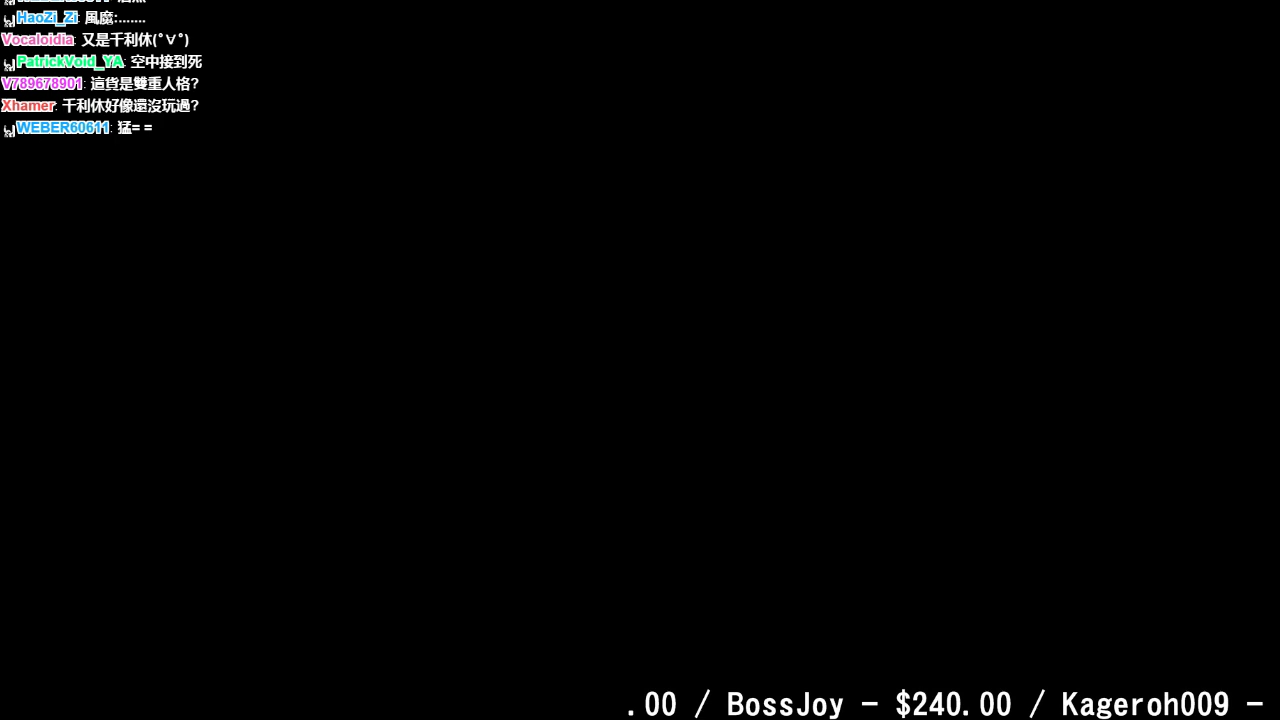 HaoZi_Zi: 風魔:.......
Vocaloidia: 又是千利休(ﾟ∀ﾟ)
PatrickVoid_YA: 空中接到死
V789678901: 這貨是雙重人格?
Xhamer: 千利休好像還沒玩過?
WEBER60611: 猛= =
.00 / BossJoy - $240.00 / Kageroh009 -